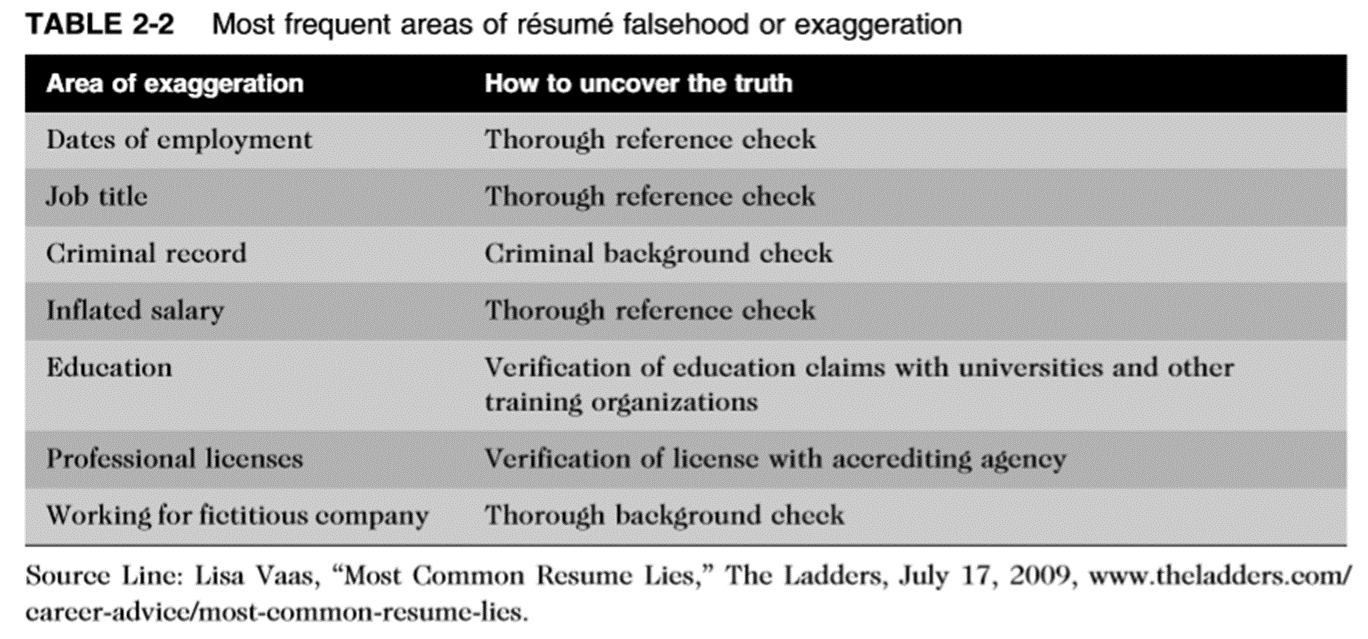 TABLE 2-2 Most frequent areas of résumé falsehood or exaggeration
Area of exaggeration How to uncover the truth
Dates of employment Thorough reference check
Job title Thorough reference check
Criminal record Criminal background check
Inflated salary Thorough reference check
Education Verification of education claims with universities and other
training organizations
Professional licenses Verification of license with accrediting agency
Working for fictitious company Thorough background check
Source Line: Lisa Vaas, “Most Common Resume Lies,” The Ladders, July 17, 2009, www.theladders.com/
career-advice/most-common-resume-lies.